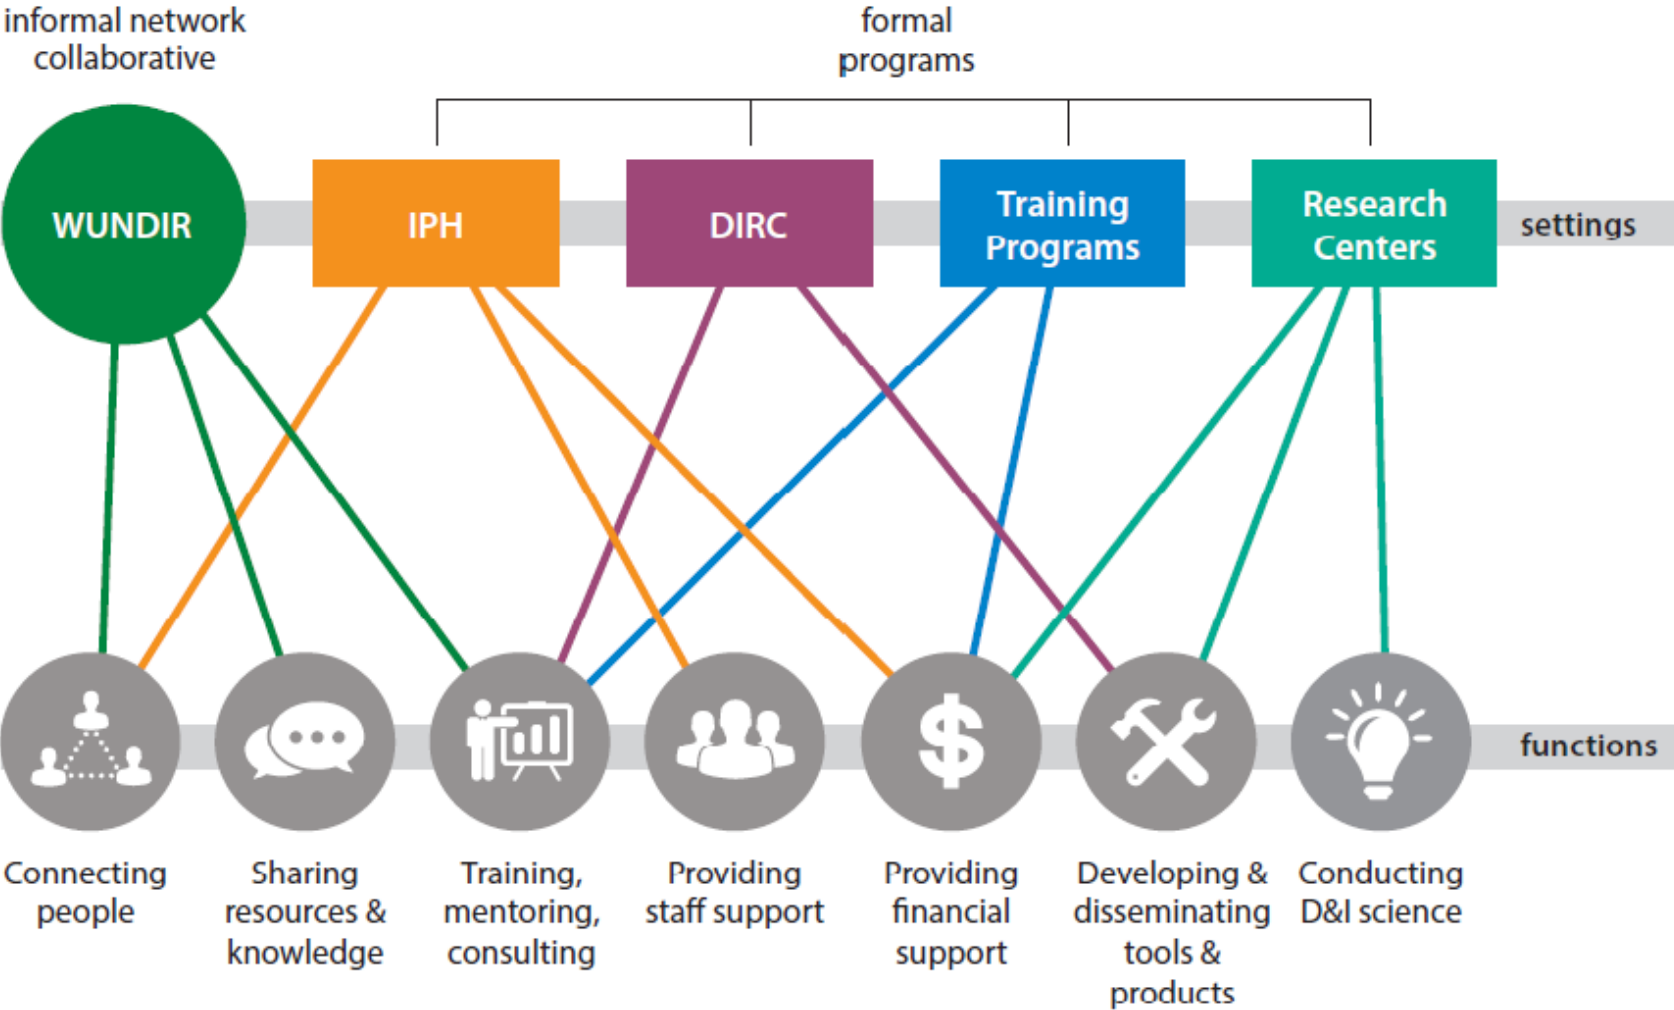 informal network
collaborative
formal
programs
WUNDIR
IPH
DIRC
Training
Programs
Research
Centers
settings
$
functions
Connecting
people
Sharing
resources &
knowledge
Training,
mentoring,
consulting
Providing
staff support
Providing
financial
support
Developing &
disseminating
tools &
products
Conducting
D&I science